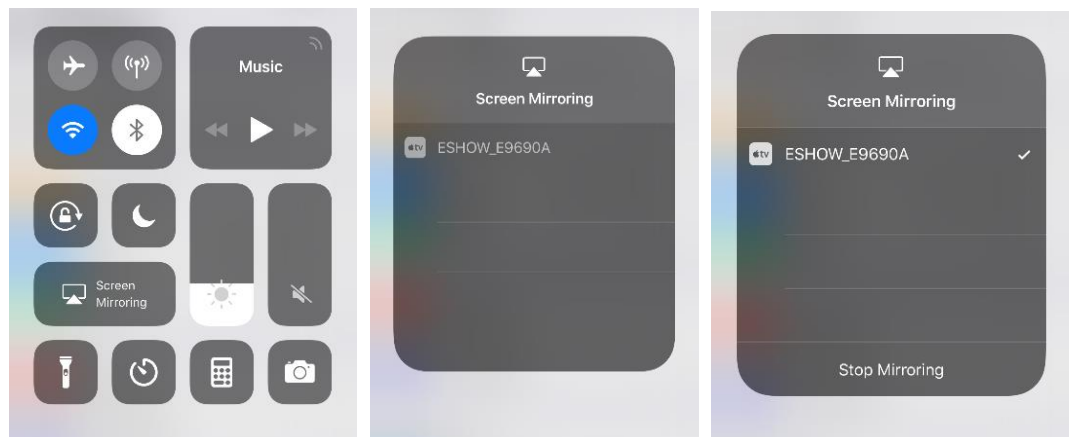 Music
Screen
Mirroring
Screen Mirroring
tv ESHOW_E9690A
Screen Mirroring
tv ESHOW_E9690A
Stop Mirroring